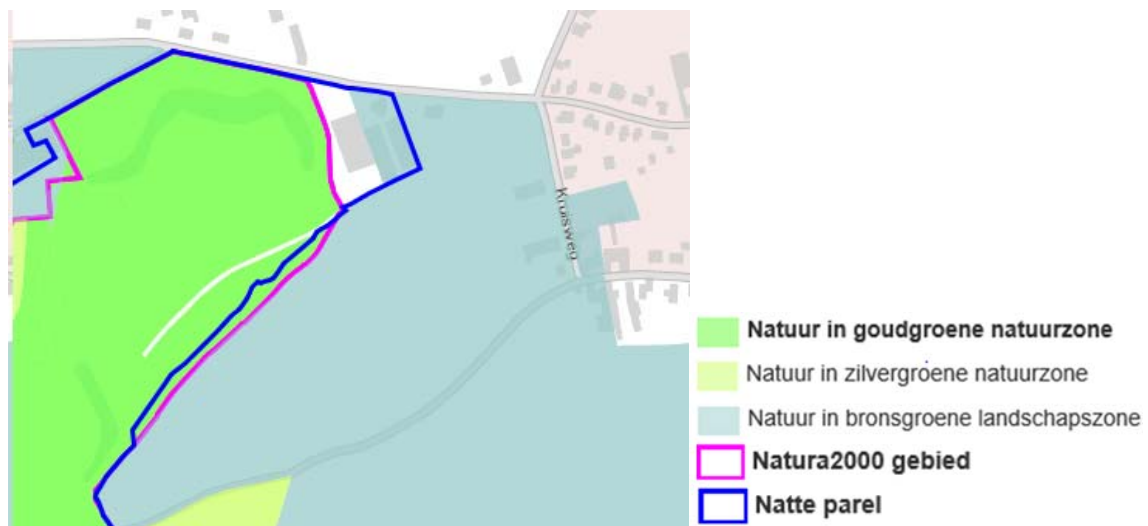 Kruisweg
Natuur in goudgroene natuurzone
Natuur in zilvergroene natuurzone
Natuur in bronsgroene landschapszone
Natura2000 gebied
Natte parel